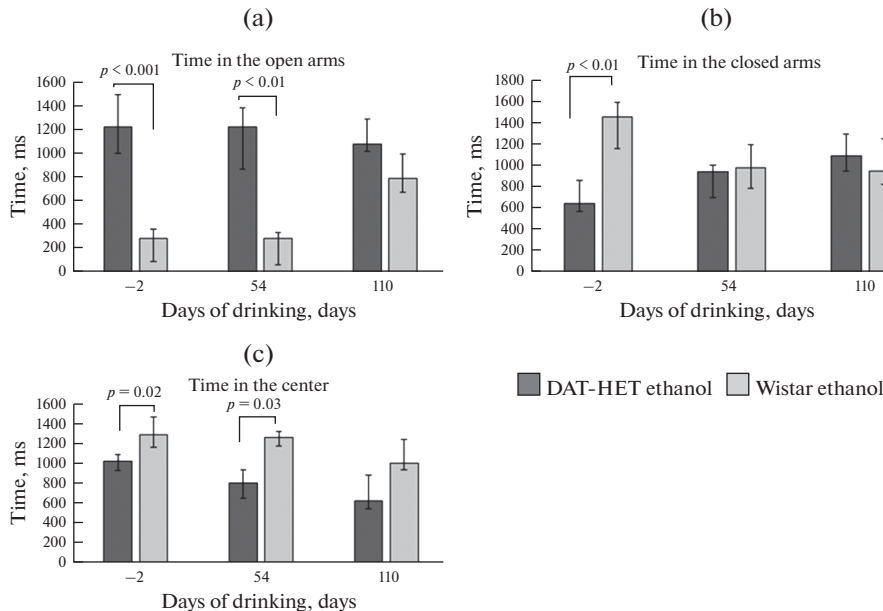 (a)
Time in the open arms
p < 0.001
p < 0.01
Time, ms
1600
1400
1200
1000
800
600
400
200
0
−2 54 110
Days of drinking, days
(b)
Time in the closed arms
p < 0.01
Time, ms
1800
1600
1400
1200
1000
800
600
400
200
0
−2 54 110
Days of drinking, days
(c)
Time in the center
p = 0.02
p = 0.03
Time, ms
1600
1400
1200
1000
800
600
400
200
0
−2 54 110
Days of drinking, days
DAT-HET ethanol Wistar ethanol